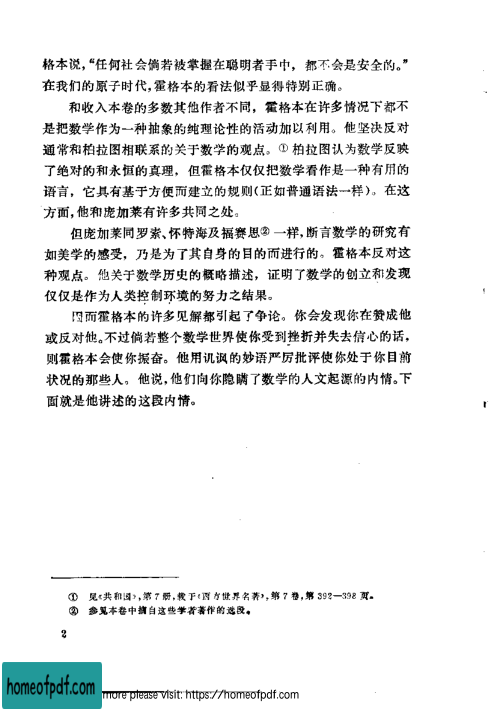 格本说，“任何社会倘若被掌握在聪明者手中，都不会是安全的。”
在我们的原子时代，霍格本的看法似乎显得特别正确。
和收入本卷的多数其他作者不同，霍格本在许多情况下都不
是把数学作为一种抽象的纯理论性的活动加以利用。他坚决反对
通常和柏拉图相联系的关于数学的观点。①柏拉图认为数学反映
了绝对的和永恒的真理，但霍格本仅仅把数学看作是一种有用的
语言，它具有基于方便而建立的规则(正如普通语法一样)。在这
方面，他和庞加莱有许多共同之处。
但庞加莱同罗素、怀特海及福赛思②一样，断言数学的研究有
如美学的感受，乃是为了其自身的目的而进行的。霍格本反对这
种观点。他关于数学历史的概略描述，证明了数学的创立和发现
仅仅是作为人类控制环境的努力之结果。
因而霍格本的许多见解都引起了争论。你会发现你在赞成他
或反对他。不过倘若整个数学世界使你受到挫折并失去信心的话，
则霍格本会使你振奋。他用讥讽的妙语严厉批评使你处于你目前
状况的那些人。他说，他们向你隐瞒了数学的人文起源的内情。下
面就是他讲述的这段内情。
① 见《共和国》，第7册，载于《西方世界名著》，第7卷，第392—398页。
② 参见本卷中摘自这些学者著作的选段。
2
homeofpdf.com
more please visit: https://homeofpdf.com